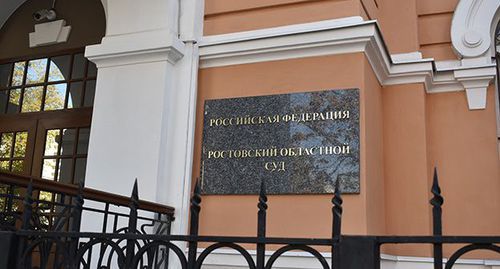 РОССИЙСКАЯ ФЕДЕРАЦИЯ
РОСТОВСКИЙ ОБЛАСТНОЙ
СУД